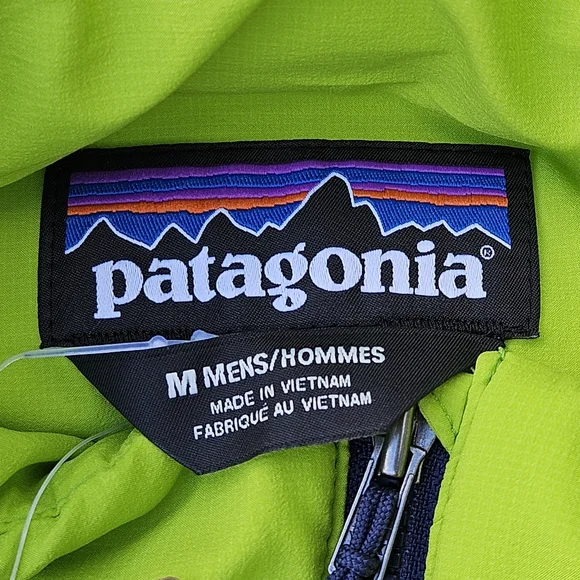 patagonia®
M MENS/HOMMES
MADE IN VIETNAM
FABRIQUÉ AU VIETNAM